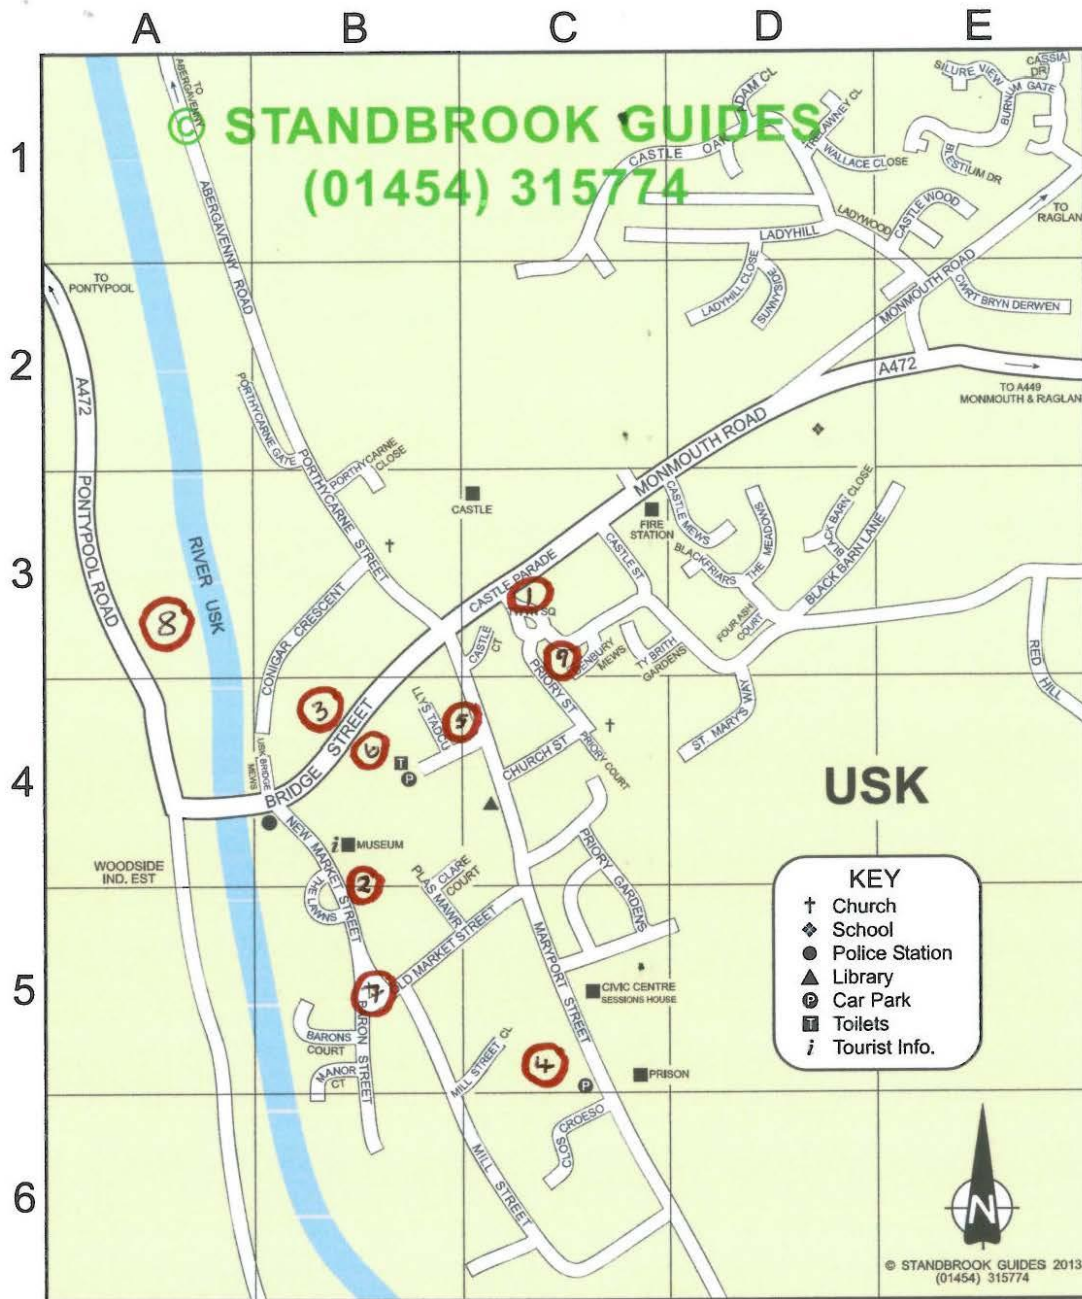 A B C D E
1
2
3
4
5
6
© STANDBROOK GUIDES
(01454) 315774
TO
ABERGAVENNY
ABERGAVENNY ROAD
CASTLE OAK
ADAM CL
TRELAWNEY CL
WALLACE CLOSE
SILURE VIEW
CASSIA
DR
BURNUM GATE
BLESTIUM DR
LADYWOOD
CASTLE WOOD
TO
RAGLAN
LADYHILL
LADYHILL CLOSE
SUNNYSIDE
MONMOUTH ROAD
CWRT BRYN DERWEN
TO
PONTYPOOL
A472
PONTYPOOL ROAD
RIVER USK
PORTHYCARNE GATE
PORTHYCARNE
CLOSE
PORTHYCARNE STREET
A472
TO A449
MONMOUTH & RAGLAN
MONMOUTH ROAD
CASTLE
FIRE
STATION
CASTLE MEWS
THE MEADOWS
BLACK BARN CLOSE
BLACKFRIARS
BLACK BARN LANE
CASTLE PARADE
CASTLE ST
1
8
CONIGAR CRESCENT
CASTLE
CT
9
MEWS
TY BRITH
GARDENS
FOUR ASH
COURT
RED HILL
PRIORY ST
ST. MARY'S WAY
3
LLYS TADCU
5
6
BRIDGE STREET
USK BRIDGE
MEWS
T
P
CHURCH ST
PRIORY COURT
USK
NEW MARKET STREET
i MUSEUM
WOODSIDE
IND. EST
THE LAWNS
2
PLAS MAWR
CLARE
COURT
PRIORY GARDENS
OLD MARKET STREET
MARYPORT STREET
7
CIVIC CENTRE
SESSIONS HOUSE
BARONS
COURT
MANOR
CT
BARON STREET
MILL STREET CL
4
P
PRISON
CLOS CROESO
MILL STREET
KEY
Church
School
Police Station
Library
P Car Park
T Toilets
i Tourist Info.
N
© STANDBROOK GUIDES 2013
(01454) 315774